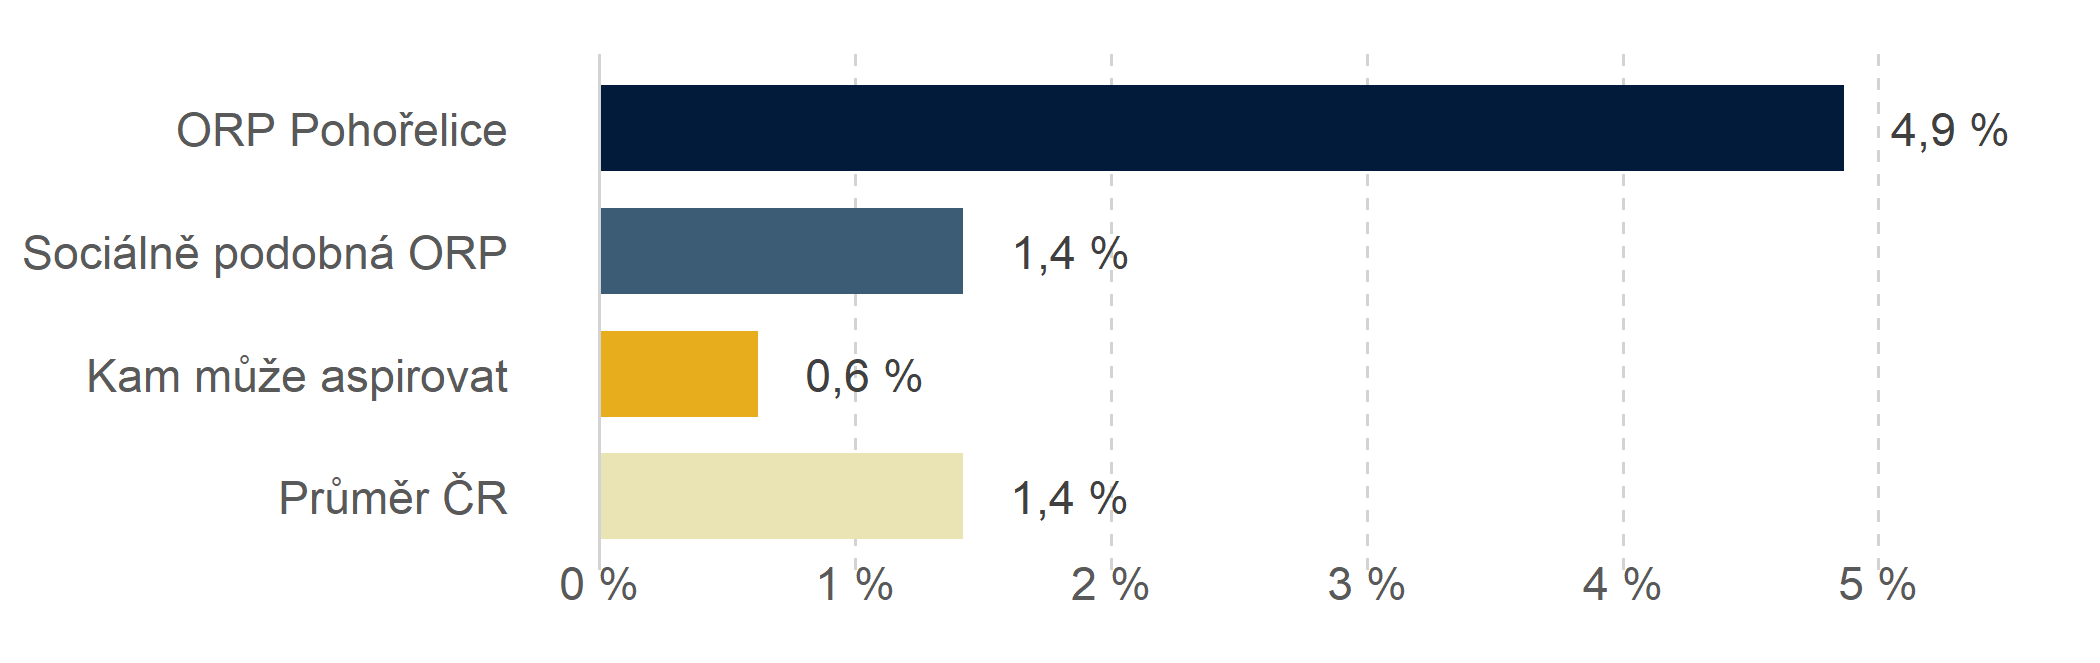 ORP Pohořelice 4,9 %
Sociálně podobná ORP 1,4 %
Kam může aspirovat 0,6 %
Průměr ČR 1,4 %
0 % 1 % 2 % 3 % 4 % 5 %